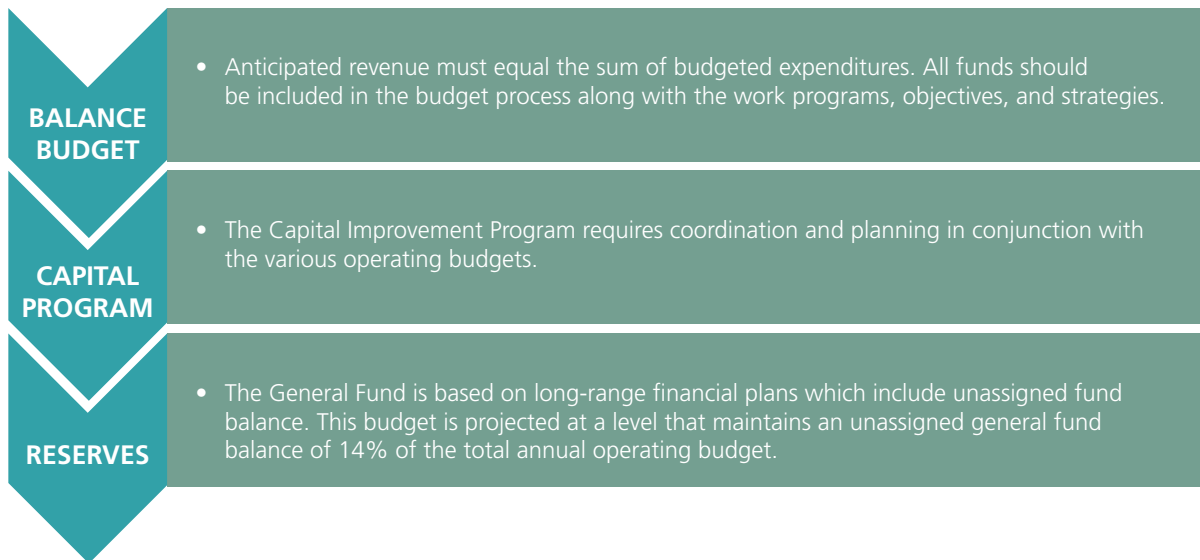 BALANCE
BUDGET
• Anticipated revenue must equal the sum of budgeted expenditures. All funds should
be included in the budget process along with the work programs, objectives, and strategies.
CAPITAL
PROGRAM
• The Capital Improvement Program requires coordination and planning in conjunction with
the various operating budgets.
RESERVES
• The General Fund is based on long-range financial plans which include unassigned fund
balance. This budget is projected at a level that maintains an unassigned general fund
balance of 14% of the total annual operating budget.